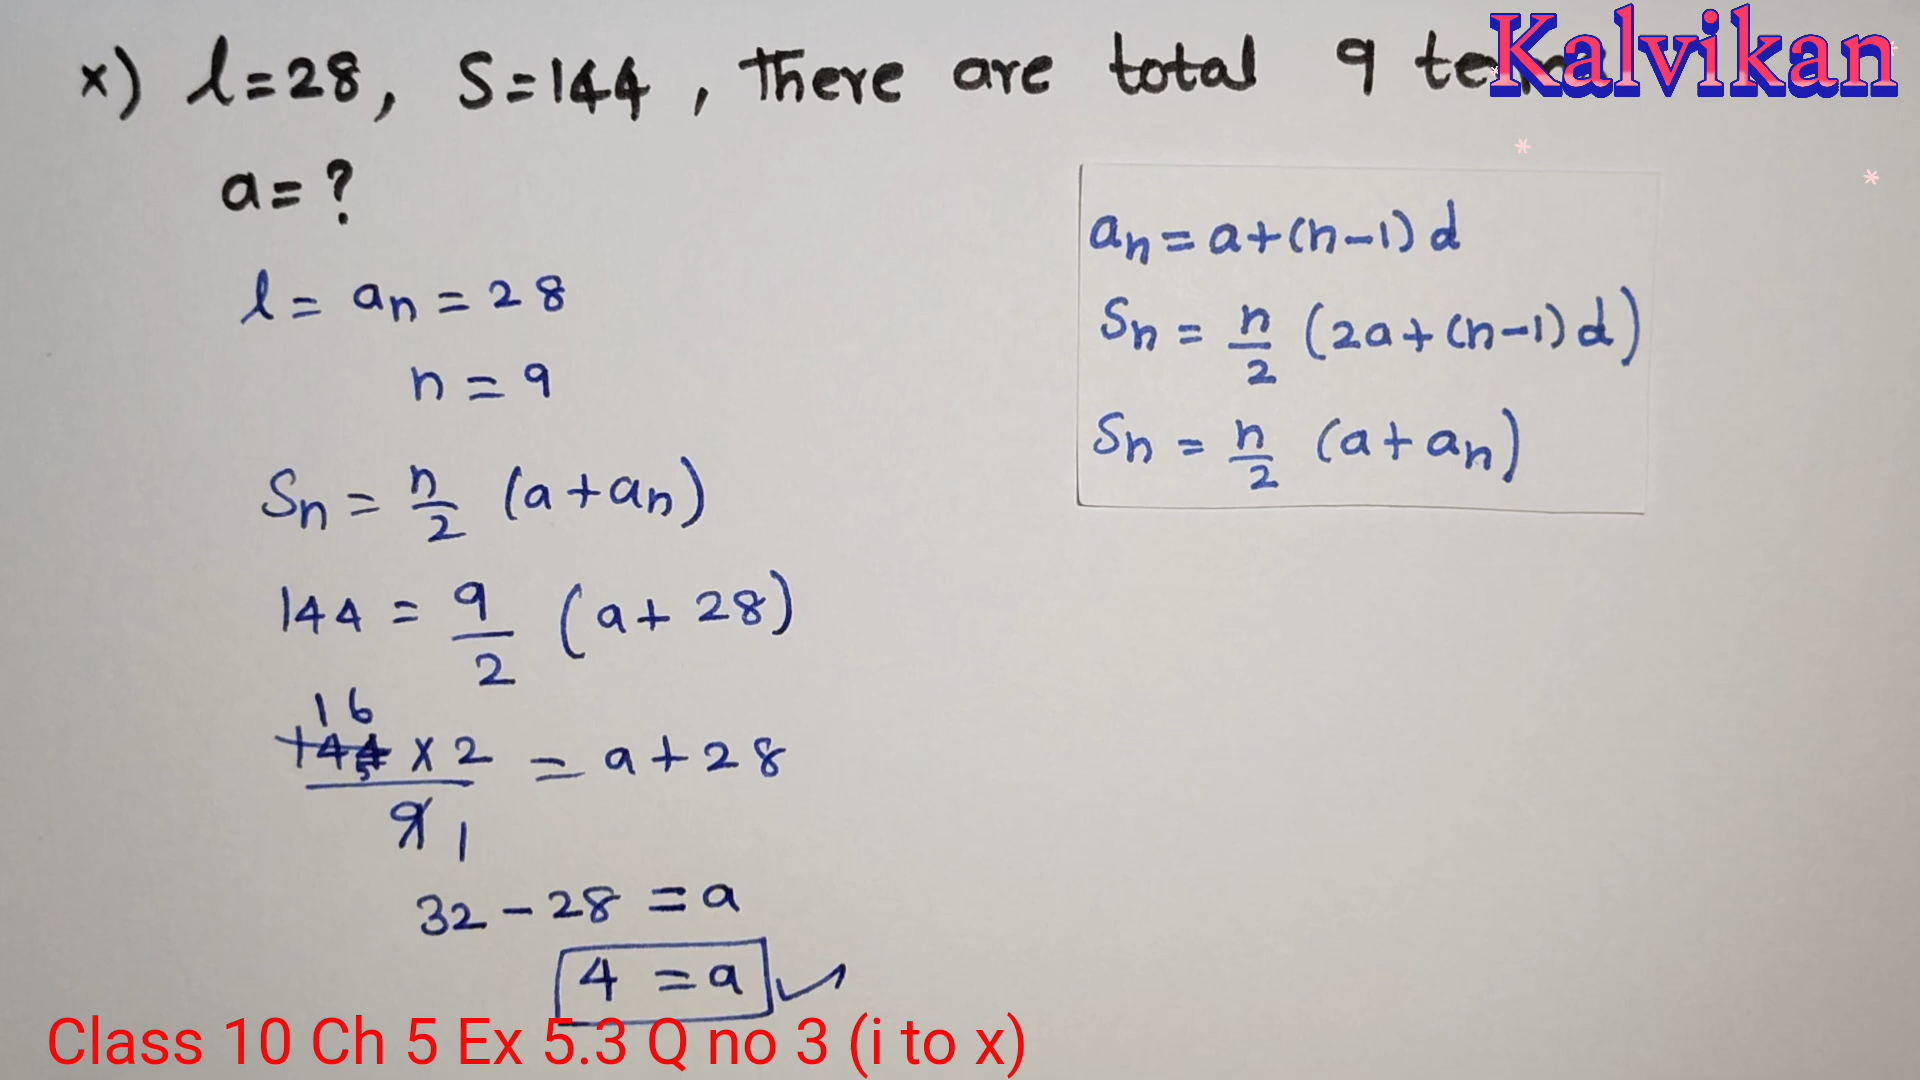 x) l=28, S=144, There are total 9
Kalvikan
a=?
l = an = 28
n = 9
Sn = n/2 (a+an)
144 = 9/2 (a+28)
16
144 x 2 / 9 1 = a+28
32-28 = a
4 = a
an = a+(n-1)d
Sn = n/2 (2a+(n-1)d)
Sn = n/2 (a+an)
Class 10 Ch 5 Ex 5.3 Q no 3 (i to x)